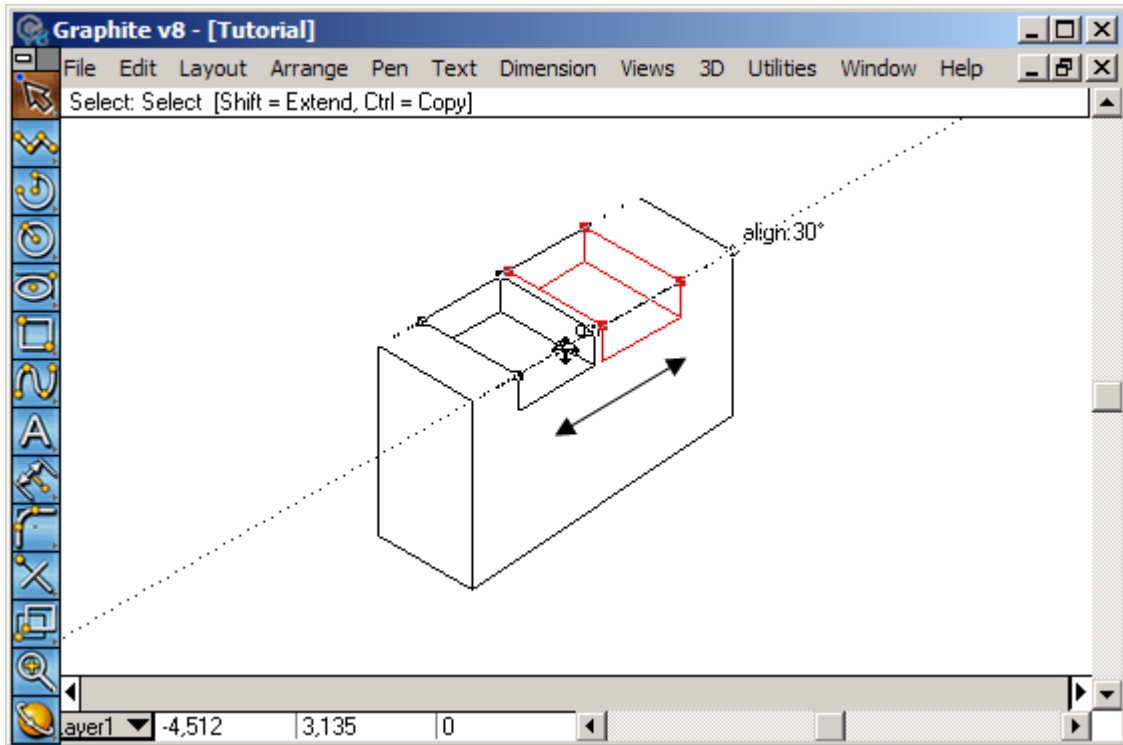 Graphite v8 - [Tutorial]
File Edit Layout Arrange Pen Text Dimension Views 3D Utilities Window Help
Select: Select [Shift = Extend, Ctrl = Copy]
align:30°
A
ayer1 -4,512 3,135 0